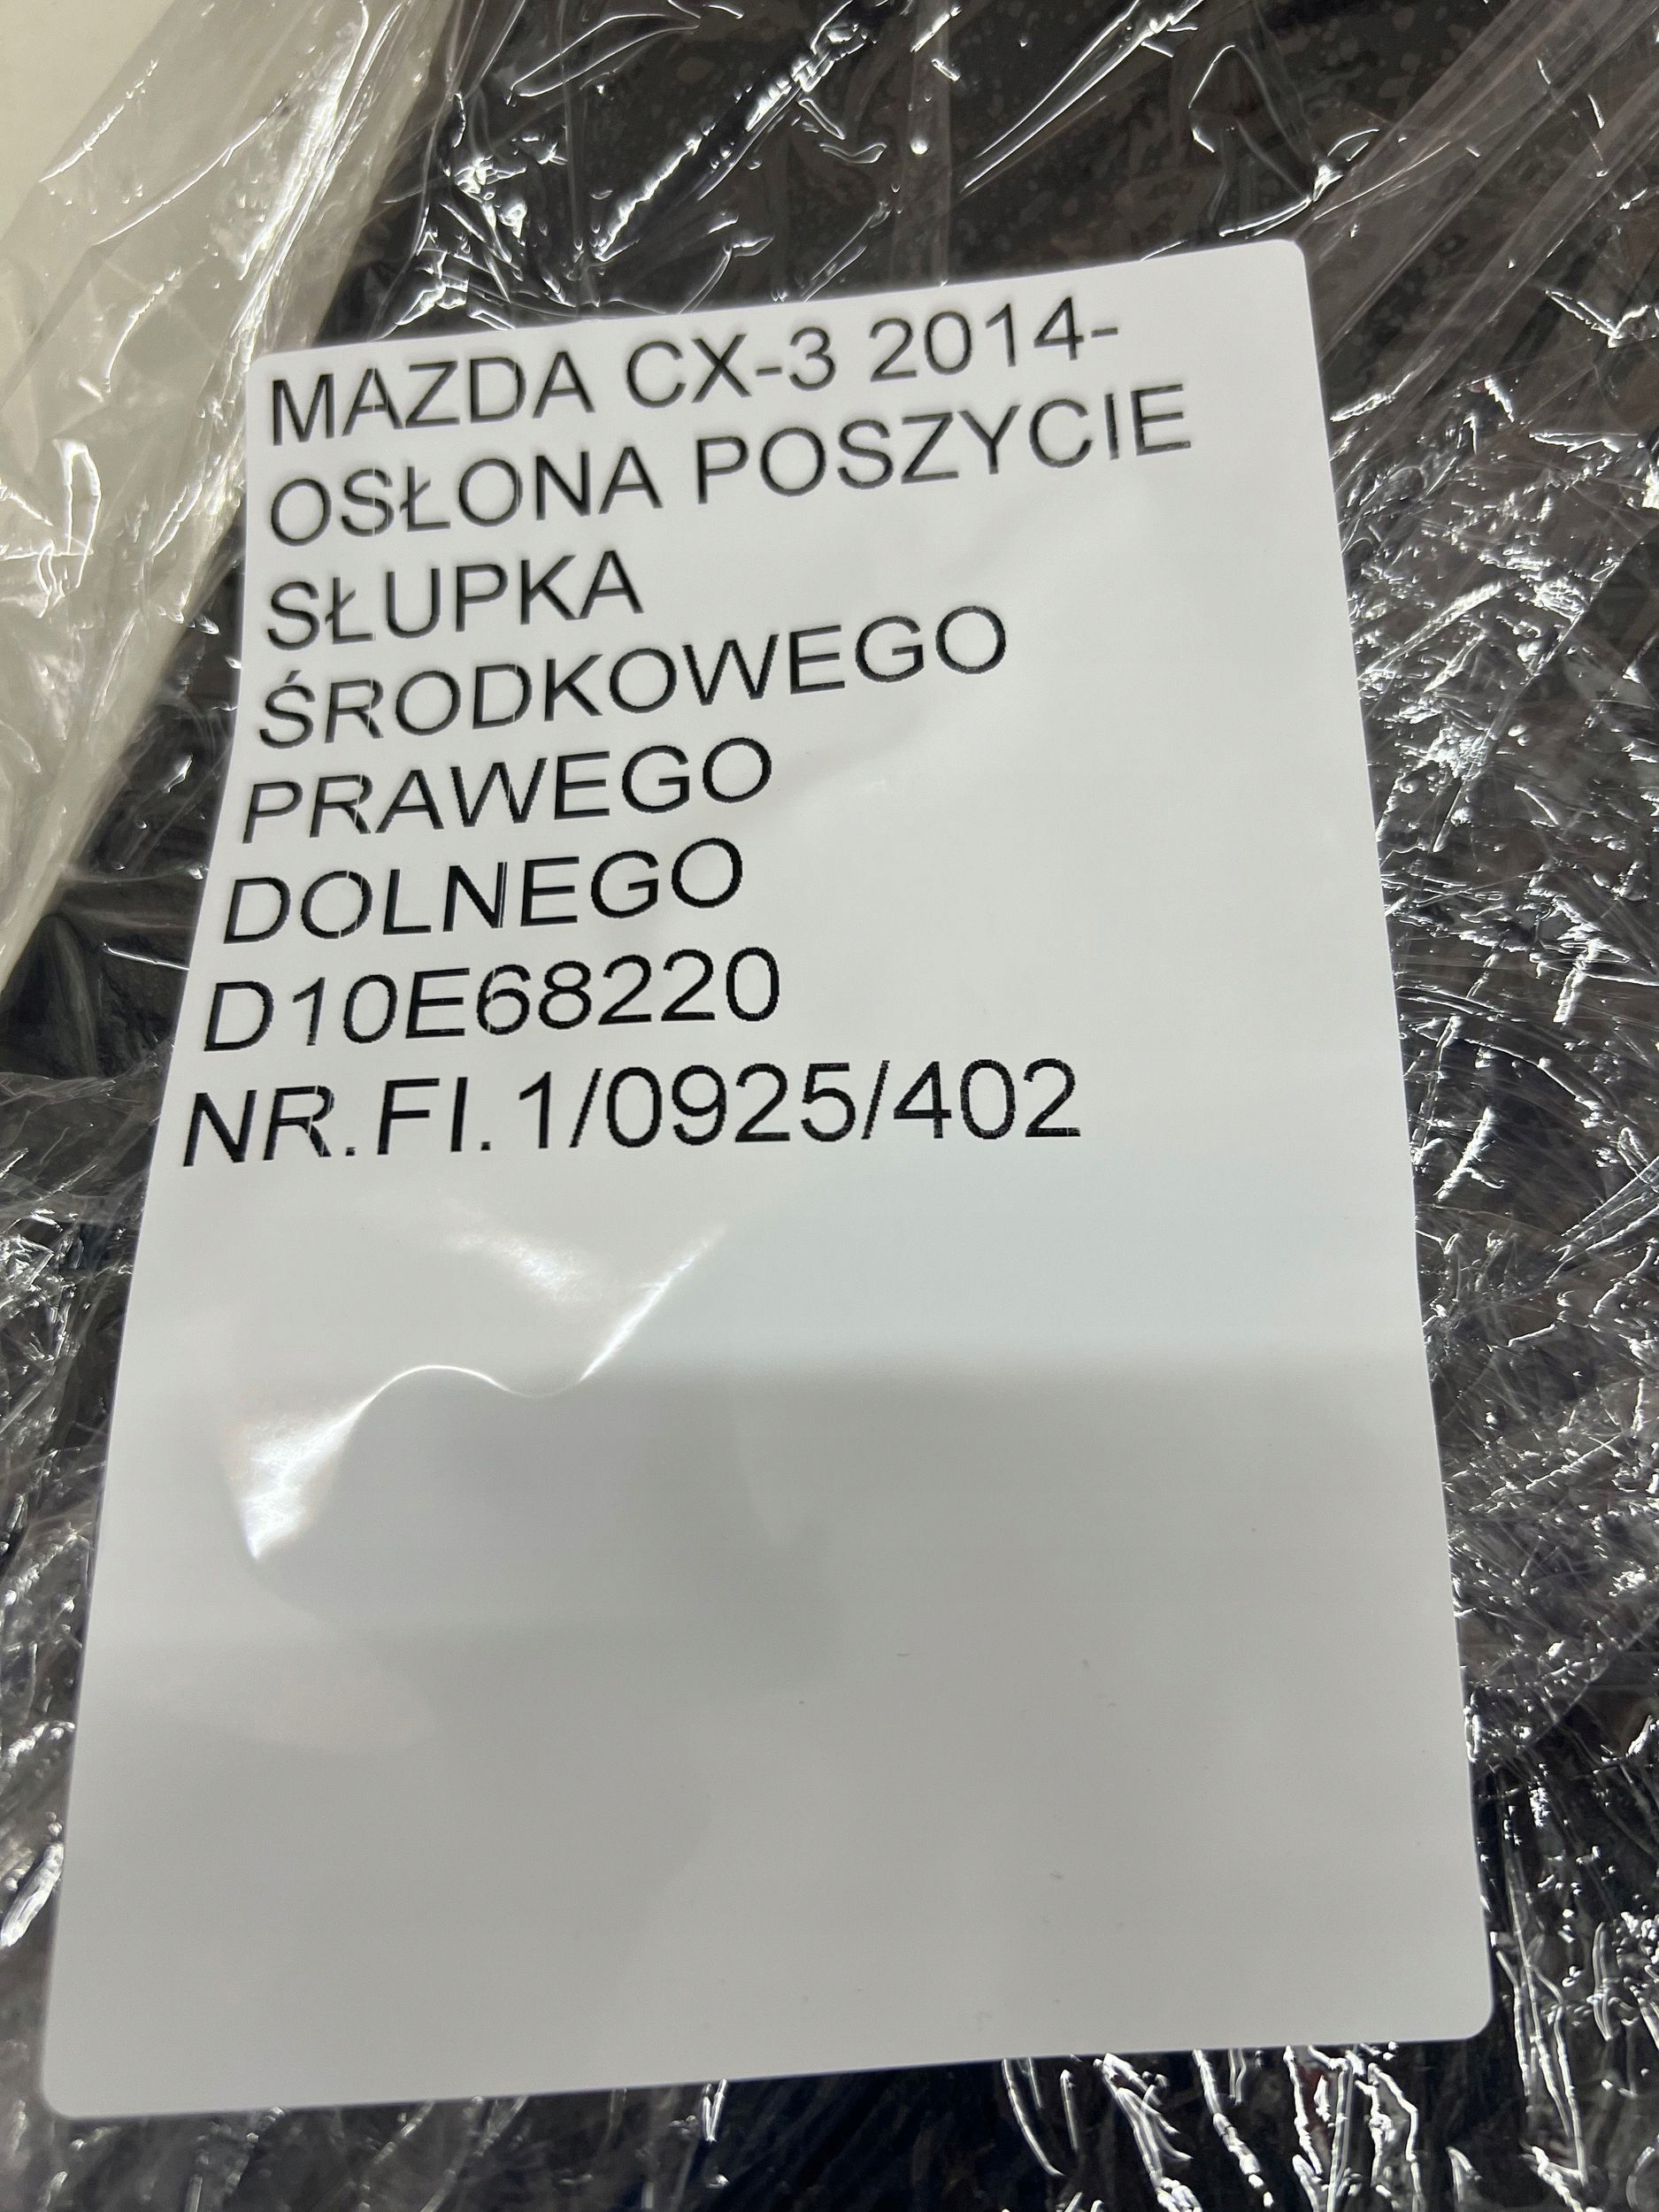 MAZDA CX-3 2014-
OSŁONA POSZYCIE
SŁUPKA
ŚRODKOWEGO
PRAWEGO
DOLNEGO
D10E68220
NR.FI.1/0925/402